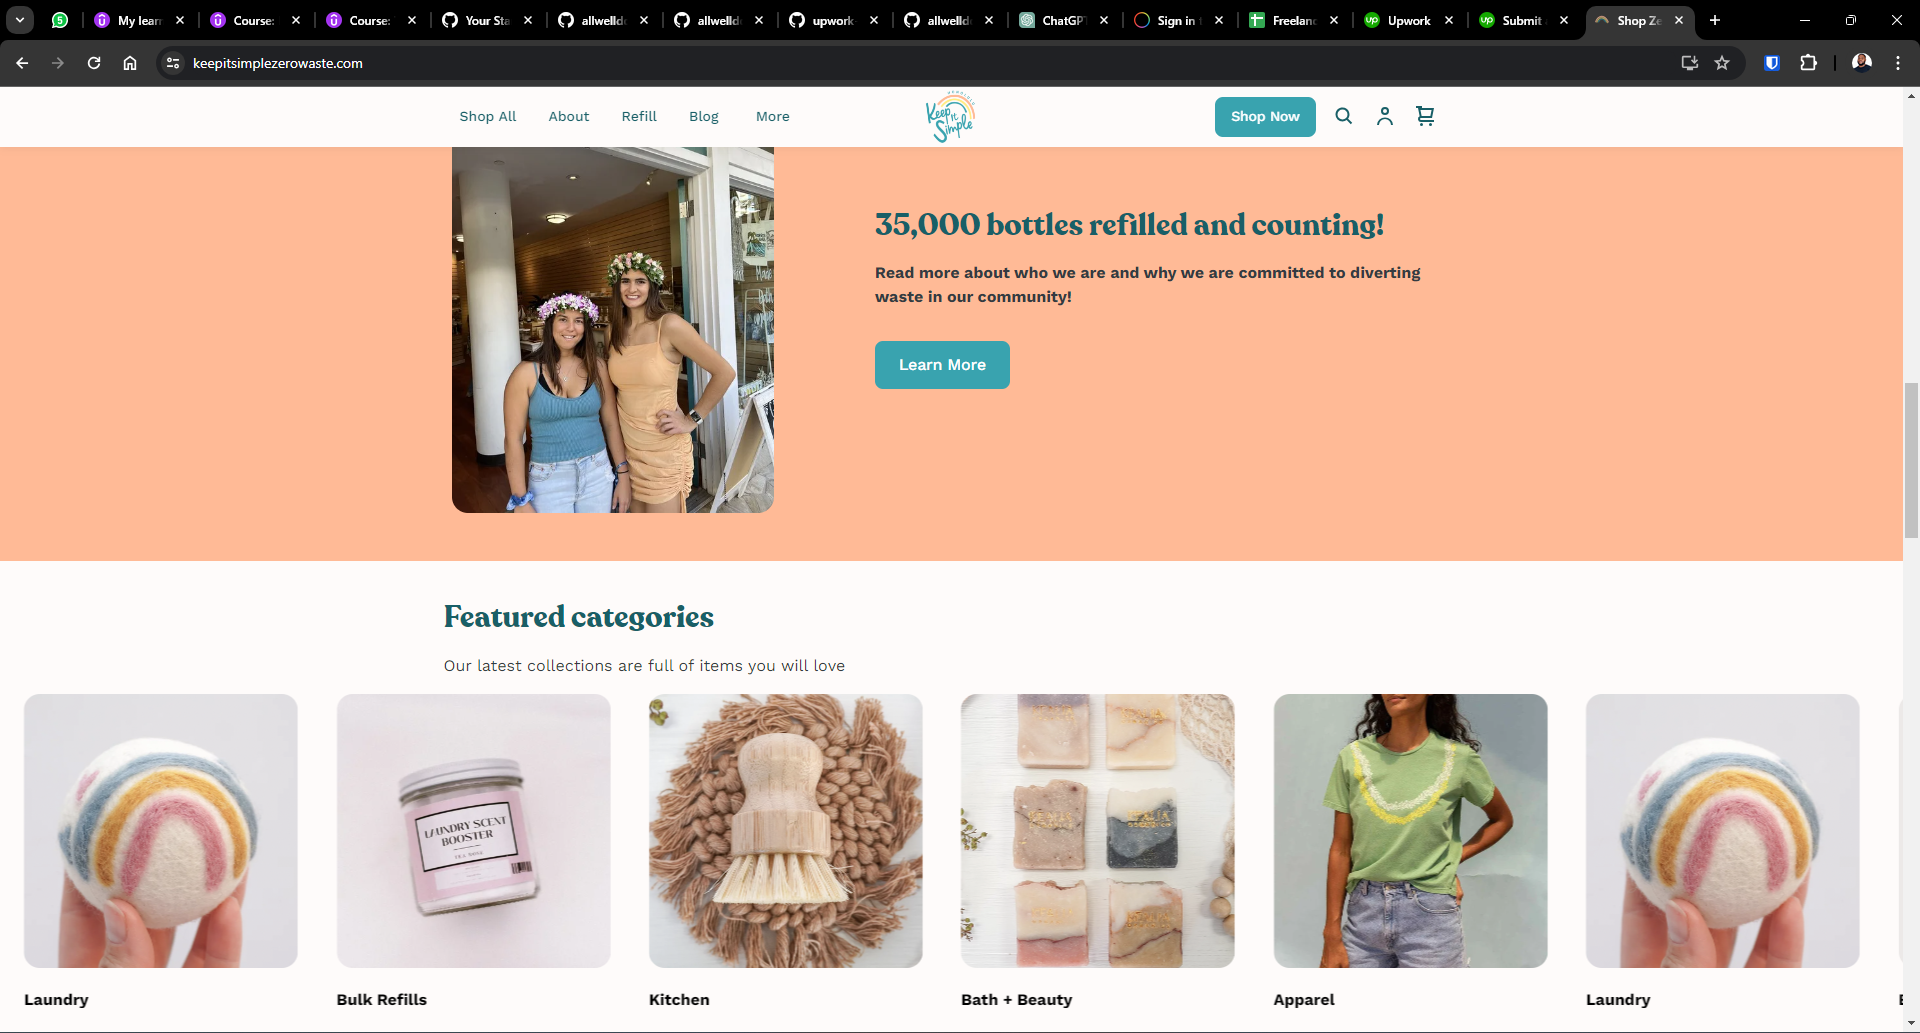 5
My lear
Course:
Course:
Your Sta
allwelld
allwelld
upwork
allwelld
ChatGP
Sign in
Freelanc
Upwork
Submit
Shop Ze
keepitsimplezerowaste.com
Shop All
About
Refill
Blog
More
Keep it
Simple
Shop Now
35,000 bottles refilled and counting!
Read more about who we are and why we are committed to diverting
waste in our community!
Learn More
Featured categories
Our latest collections are full of items you will love
LAUNDRY SCENT
BOOSTER
Laundry
Bulk Refills
Kitchen
Bath + Beauty
Apparel
Laundry